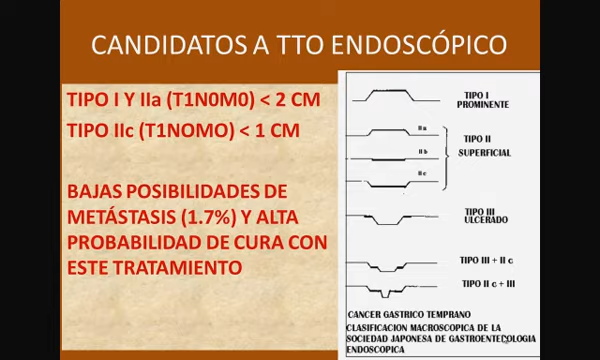 CANDIDATOS A TTO ENDOSCÓPICO
TIPO I Y IIa (T1N0M0) < 2 CM
TIPO IIc (T1NOMO) < 1 CM
BAJAS POSIBILIDADES DE
METÁSTASIS (1.7%) Y ALTA
PROBABILIDAD DE CURA CON
ESTE TRATAMIENTO
TIPO I
PROMINENTE
II a
II b
II c
TIPO II
SUPERFICIAL
TIPO III
ULCERADO
TIPO III + II c
TIPO II c + III
CANCER GASTRICO TEMPRANO
CLASIFICACION MACROSCOPICA DE LA
SOCIEDAD JAPONESA DE GASTROENTECOLOGIA
ENDOSCOPICA